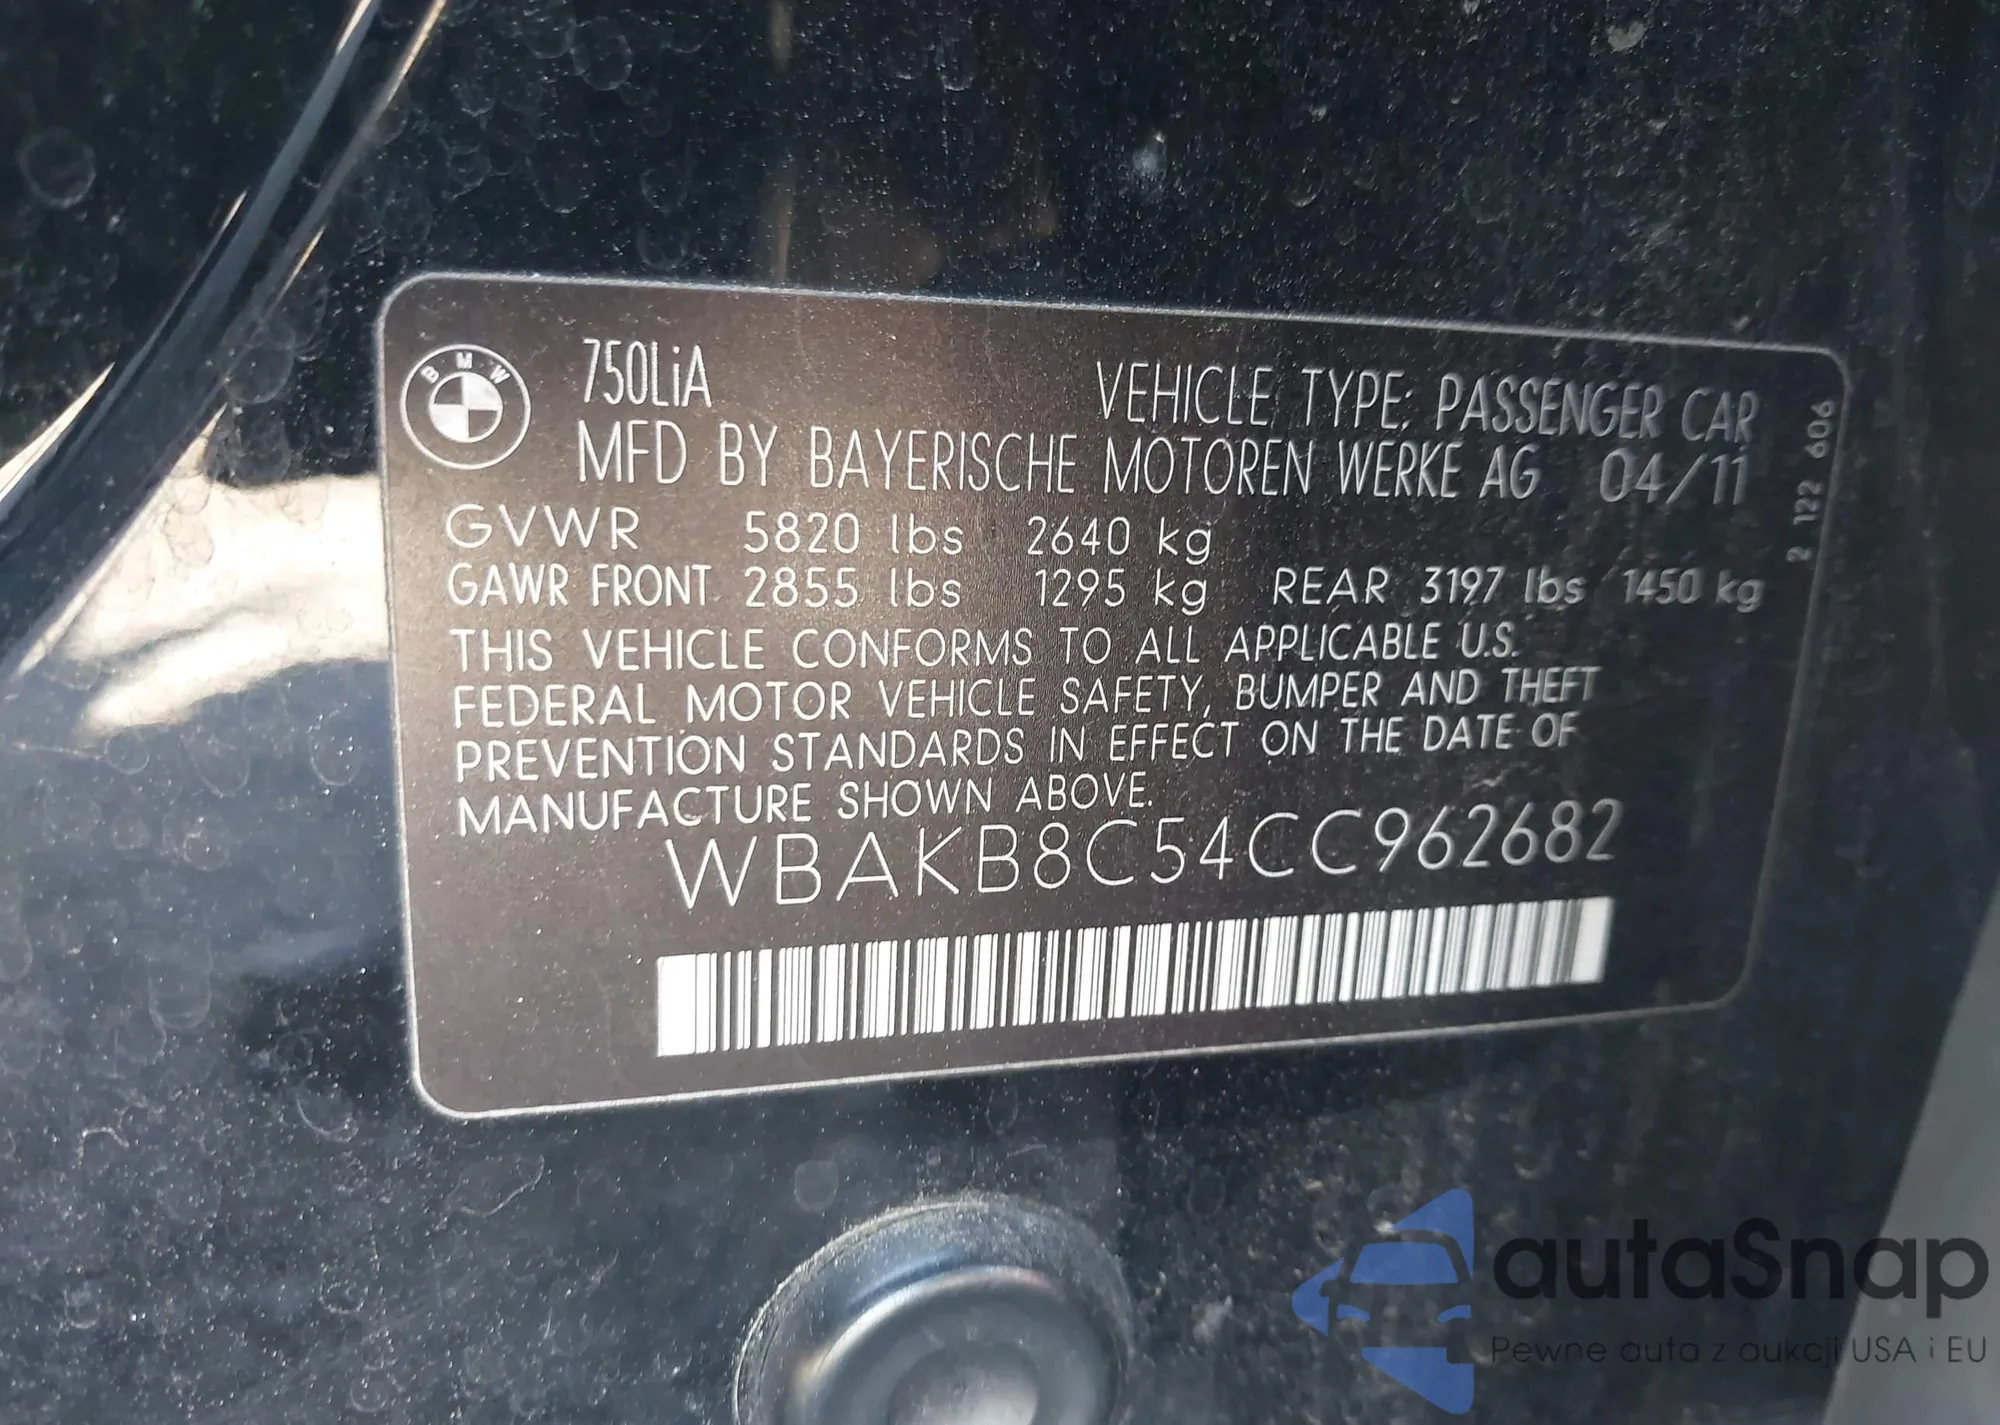 BMW
750LiA
VEHICLE TYPE: PASSENGER CAR
MFD BY BAYERISCHE MOTOREN WERKE AG 04/11
GVWR 5820 lbs 2640 kg
GAWR FRONT 2855 lbs 1295 kg REAR 3197 lbs 1450 kg
THIS VEHICLE CONFORMS TO ALL APPLICABLE U.S.
FEDERAL MOTOR VEHICLE SAFETY, BUMPER AND THEFT
PREVENTION STANDARDS IN EFFECT ON THE DATE OF
MANUFACTURE SHOWN ABOVE.
WBAKB8C54CC962682
2 122 606
autaSnap
Pewne auta z aukcji USA i EU